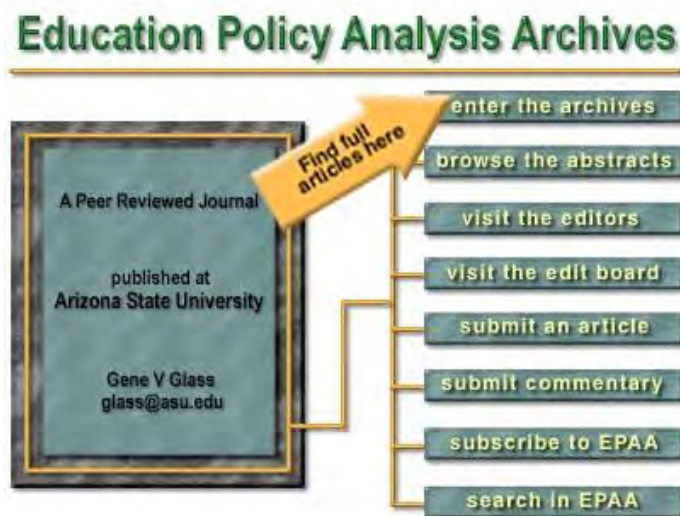 Education Policy Analysis Archives
A Peer Reviewed Journal
published at
Arizona State University
Gene V Glass
glass@asu.edu
Find full
articles here
enter the archives
browse the abstracts
visit the editors
visit the edit board
submit an article
submit commentary
subscribe to EPAA
search in EPAA